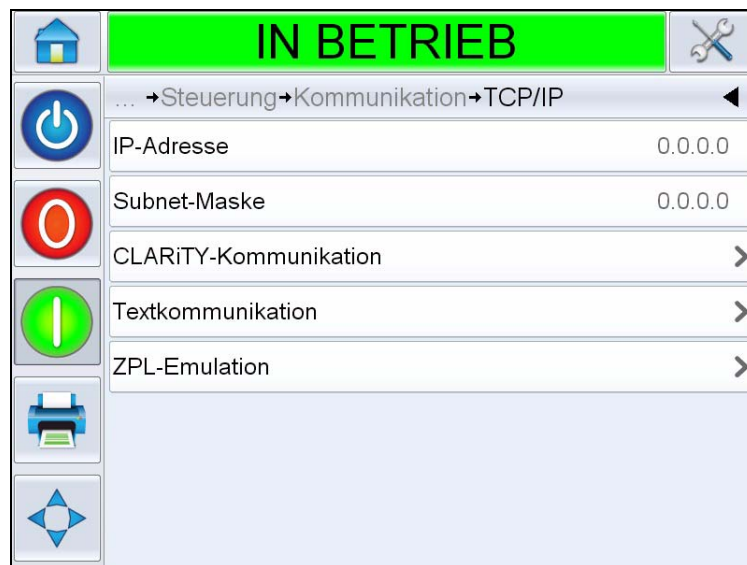 IN BETRIEB
... →Steuerung→Kommunikation→TCP/IP
IP-Adresse 0.0.0.0
Subnet-Maske 0.0.0.0
CLARiTY-Kommunikation
Textkommunikation
ZPL-Emulation